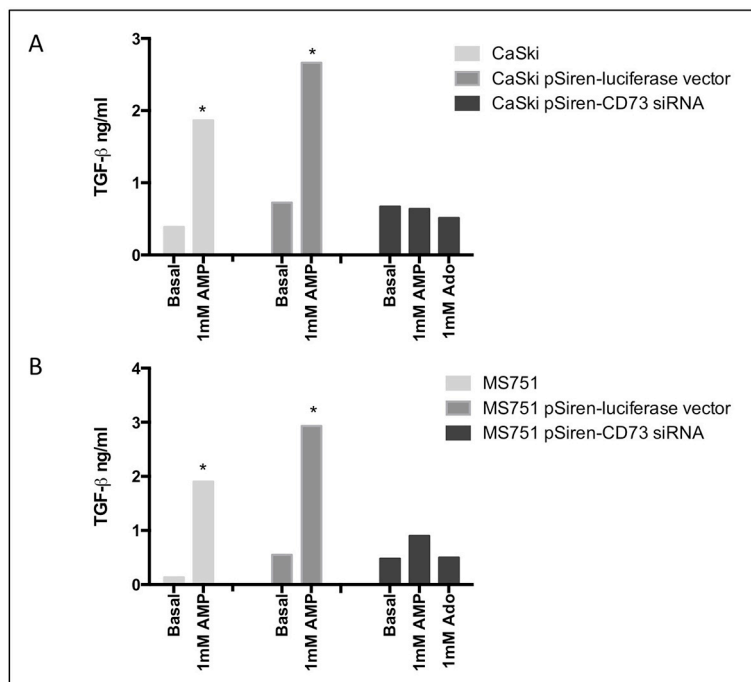 A
TGF-β ng/ml
3
2
1
0
*
*
Basal
1mM AMP
Basal
1mM AMP
Basal
1mM AMP
1mM Ado
CaSki
CaSki pSiren-luciferase vector
CaSki pSiren-CD73 siRNA
B
TGF-β ng/ml
4
3
2
1
0
*
*
Basal
1mM AMP
Basal
1mM AMP
Basal
1mM AMP
1mM Ado
MS751
MS751 pSiren-luciferase vector
MS751 pSiren-CD73 siRNA